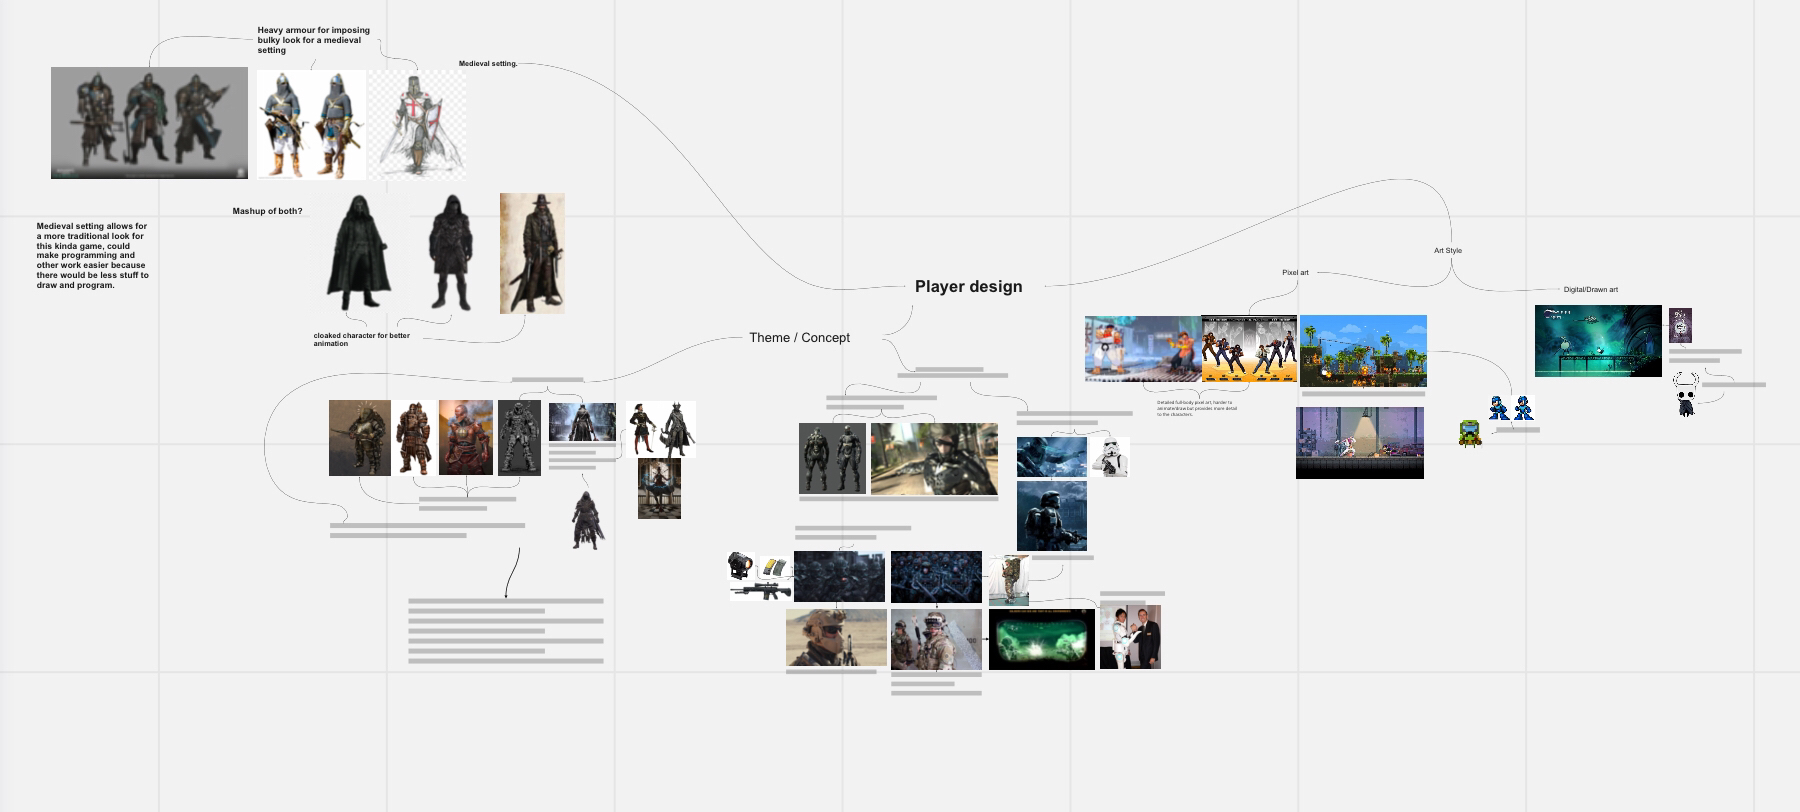 Heavy armour for imposing
bulky look for a medieval
setting
Medieval setting.
Mashup of both?
Medieval setting allows for
a more traditional look for
this kinda game, could
make programming and
other work easier because
there would be less stuff to
draw and program.
cloaked character for better
animation
Player design
Theme / Concept
Art Style
Pixel art
Digital/Drawn art
Detailed full-body pixel art, harder to
animate/draw but provides more detail
to the characters.